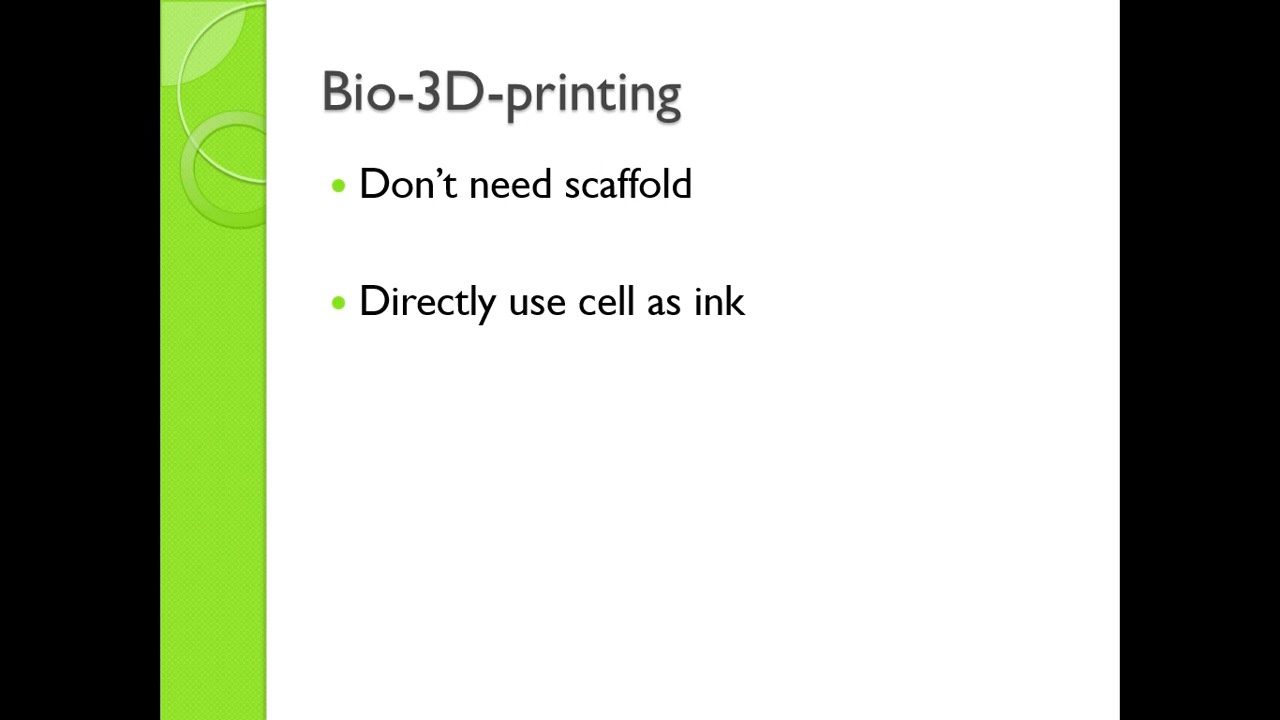 Bio-3D-printing
• Don’t need scaffold
• Directly use cell as ink